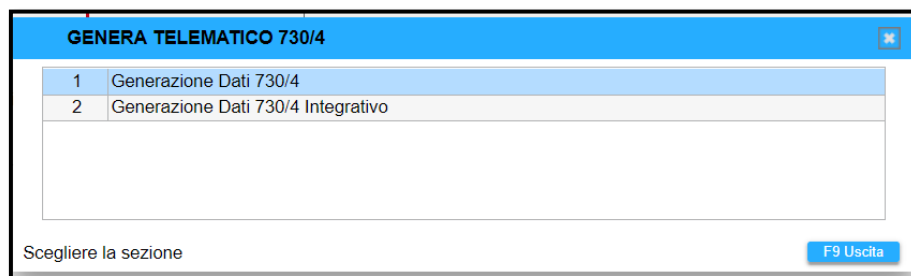 GENERA TELEMATICO 730/4
1 Generazione Dati 730/4
2 Generazione Dati 730/4 Integrativo
Scegliere la sezione
F9 Uscita